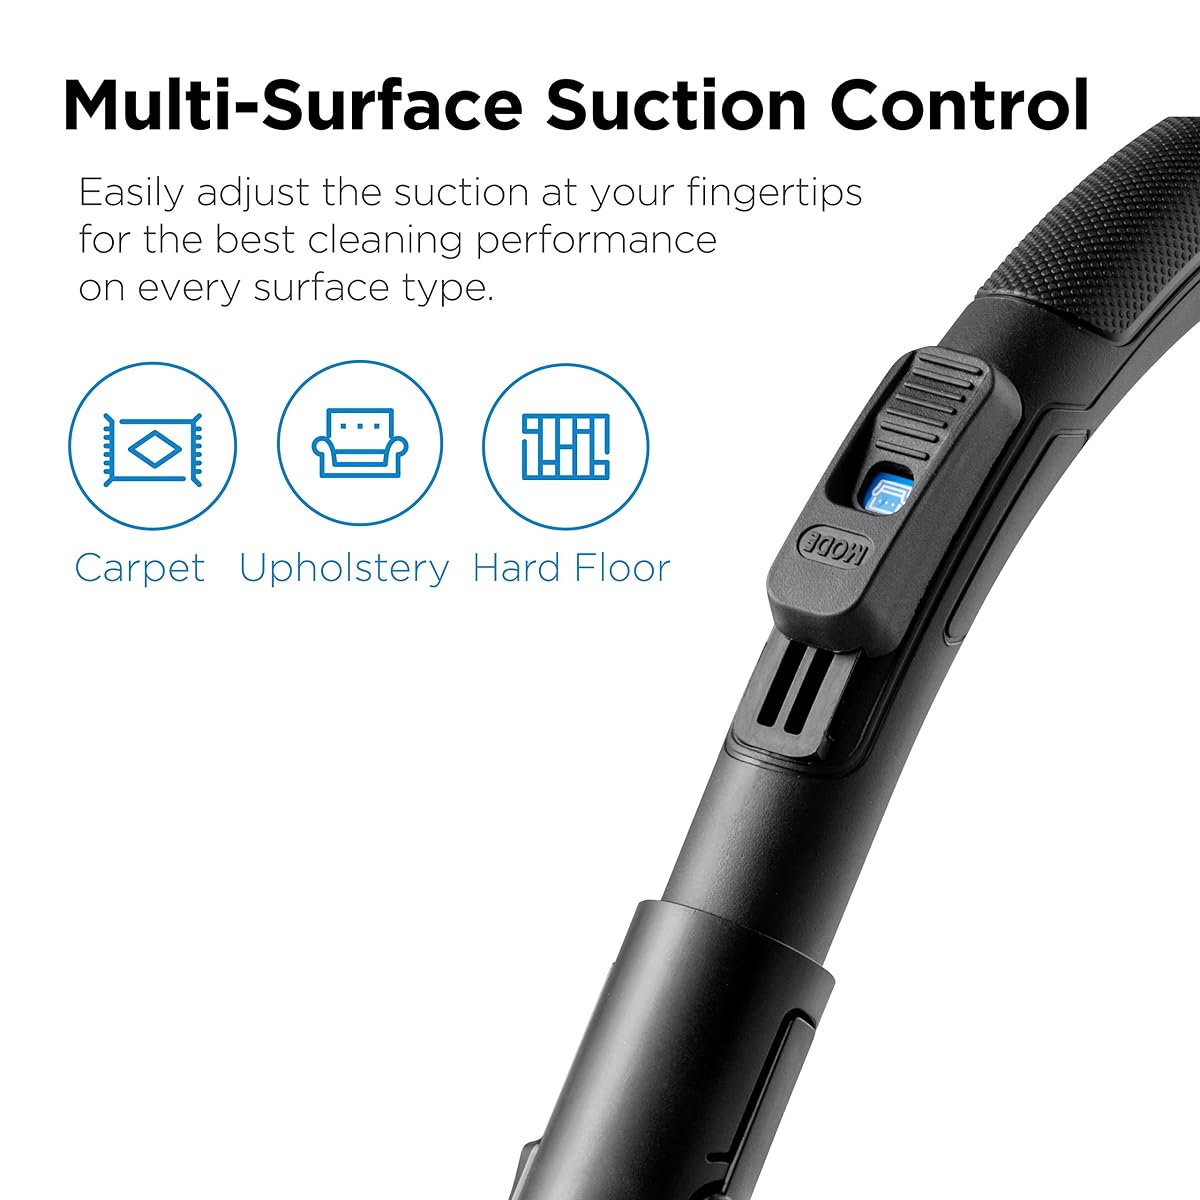 Multi-Surface Suction Control
Easily adjust the suction at your fingertips
for the best cleaning performance
on every surface type.
Carpet Upholstery Hard Floor
MODE